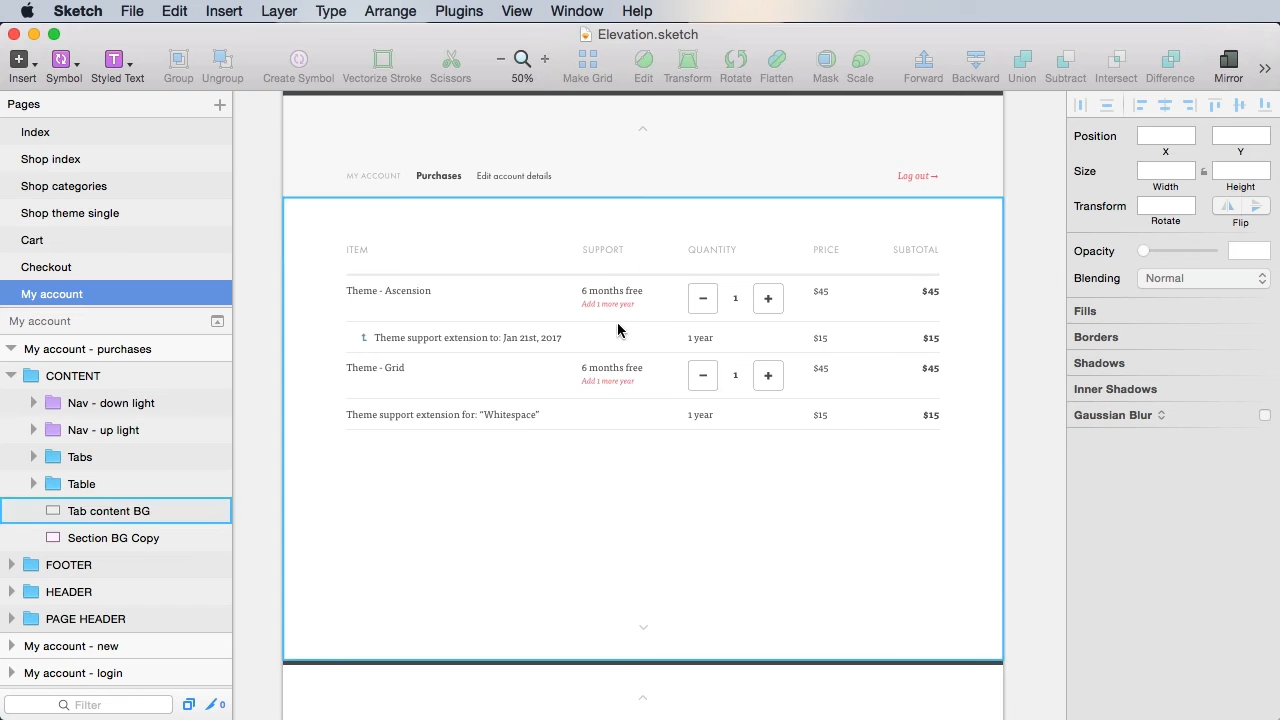 Sketch File Edit Insert Layer Type Arrange Plugins View Window Help
Elevation.sketch
Insert Symbol Styled Text Group Ungroup Create Symbol Vectorize Stroke Scissors 50% Make Grid Edit Transform Rotate Flatten Mask Scale Forward Backward Union Subtract Intersect Difference Mirror
Pages
Index
Shop index
Shop categories
Shop theme single
Cart
Checkout
My account
My account
My account - purchases
CONTENT
Nav - down light
Nav - up light
Tabs
Table
Tab content BG
Section BG Copy
FOOTER
HEADER
PAGE HEADER
My account - new
My account - login
Filter
0
MY ACCOUNT Purchases Edit account details Log out →
ITEM SUPPORT QUANTITY PRICE SUBTOTAL
Theme - Ascension 6 months free − 1 + $45 $45
Add 1 more year
Theme support extension to: Jan 21st, 2017 1 year $15 $15
Theme - Grid 6 months free − 1 + $45 $45
Add 1 more year
Theme support extension for: “Whitespace” 1 year $15 $15
Position
X Y
Size
Width Height
Transform
Rotate Flip
Opacity
Blending Normal
Fills
Borders
Shadows
Inner Shadows
Gaussian Blur